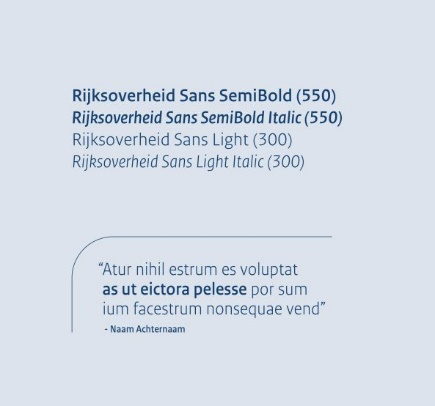 Rijksoverheid Sans SemiBold (550)
Rijksoverheid Sans SemiBold Italic (550)
Rijksoverheid Sans Light (300)
Rijksoverheid Sans Light Italic (300)
“Atur nihil estrum es voluptat
as ut eictora pelesse por sum
ium facestrum nonsequae vend”
- Naam Achternaam